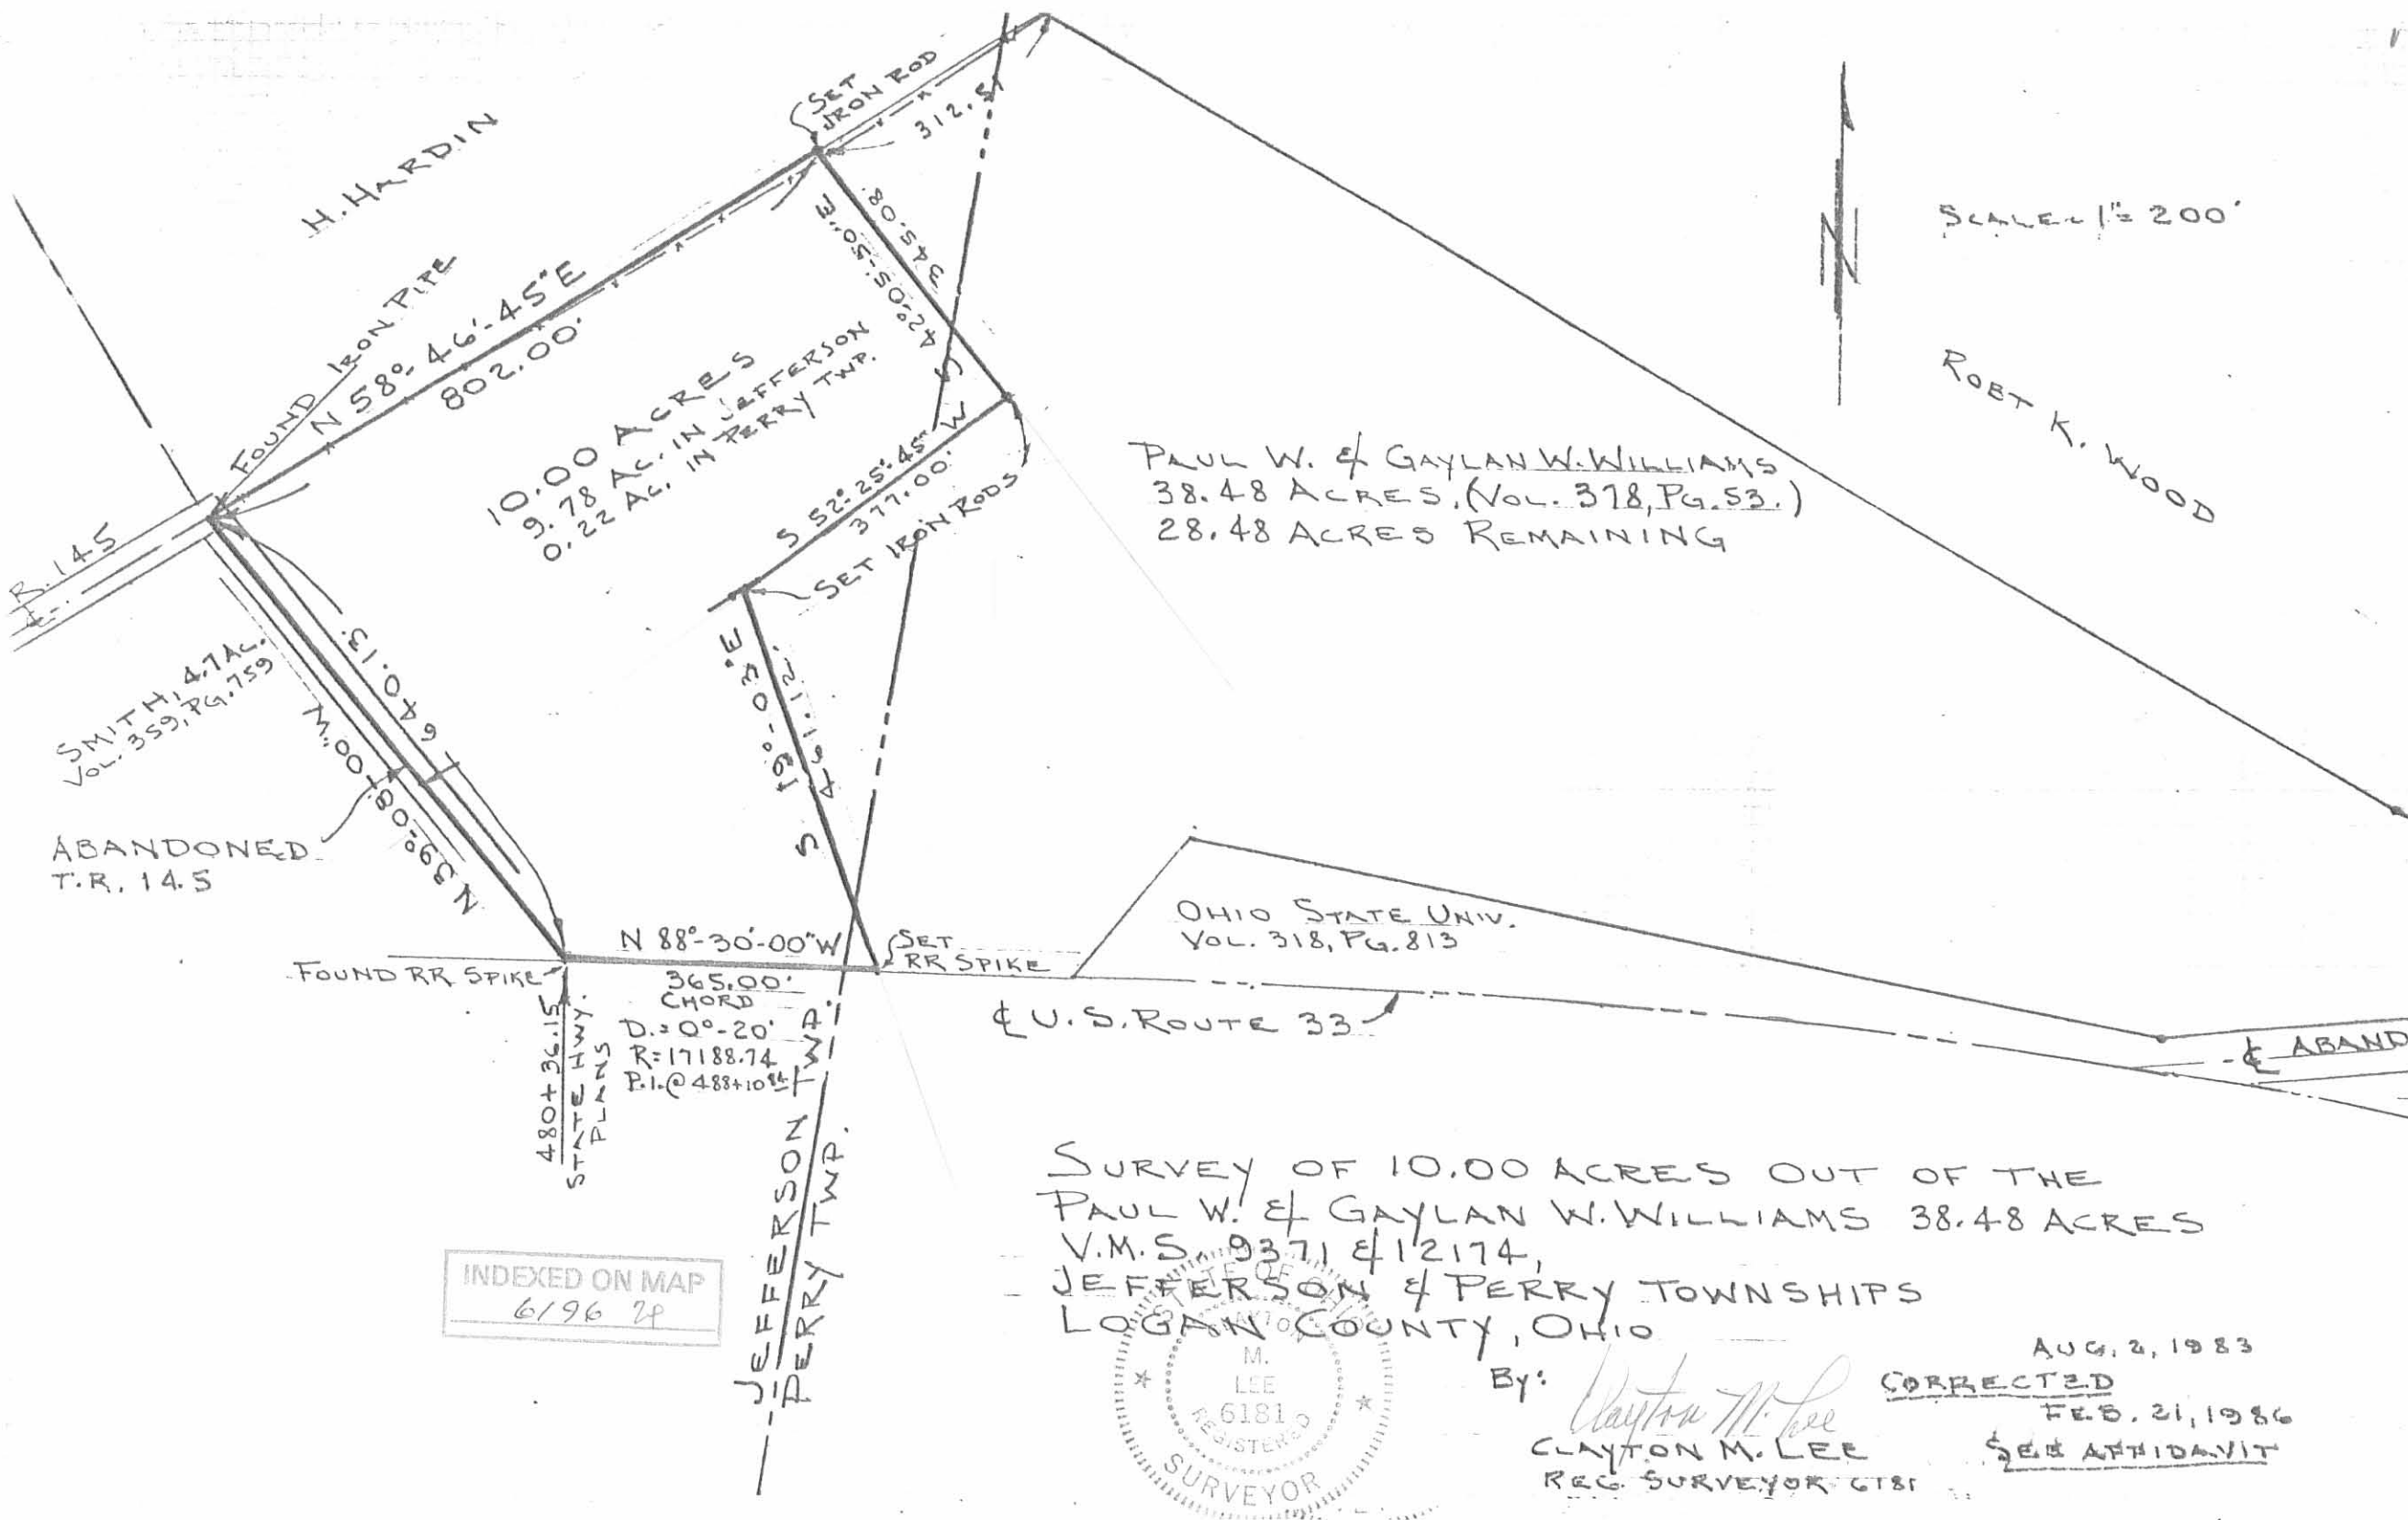 H. HARDIN
SET
IRON ROD
312.51
FOUND IRON PIPE
N 58°-46'-45"E
802.00'
S 42°-05'-50"E
345.08
10.00 ACRES
9.78 AC. IN JEFFERSON
0.22 AC. IN PERRY TWP.
S 52°-25'-45" W
377.00'
SET IRON RODS
N
SCALE- 1"= 200'
ROBT K. WOOD
PAUL W. & GAYLAN W. WILLIAMS
38.48 ACRES, (VOL. 378, PG. 53.)
28.48 ACRES REMAINING
R. 145
SMITH, 4.7 AC.
VOL. 359, PG. 759
640.13'
N 39°-08'-00"W
ABANDONED
T.R. 145
S 19°-03'E
461.12'
N 88°-30'-00"W
365.00'
CHORD
D.= 0°-20'
R=17188.74
P.I.@ 488+10
SET
RR SPIKE
FOUND RR SPIKE
480+36.15
STATE HWY.
PLANS
OHIO STATE UNIV.
VOL. 318, PG. 813
℄ U.S. ROUTE 33
℄ ABAND
JEFFERSON TWP.
PERRY TWP.
INDEXED ON MAP
6196
SURVEY OF 10.00 ACRES OUT OF THE
PAUL W. & GAYLAN W. WILLIAMS 38.48 ACRES
V.M.S. 9371 & 12174,
JEFFERSON & PERRY TOWNSHIPS
LOGAN COUNTY, OHIO
STATE OF OHIO
CLAYTON
M.
LEE
6181
REGISTERED
SURVEYOR
By: Clayton M. Lee
CLAYTON M. LEE
REG. SURVEYOR 6181
AUG. 2, 1983
CORRECTED
FEB. 21, 1986
SEE AFFIDAVIT